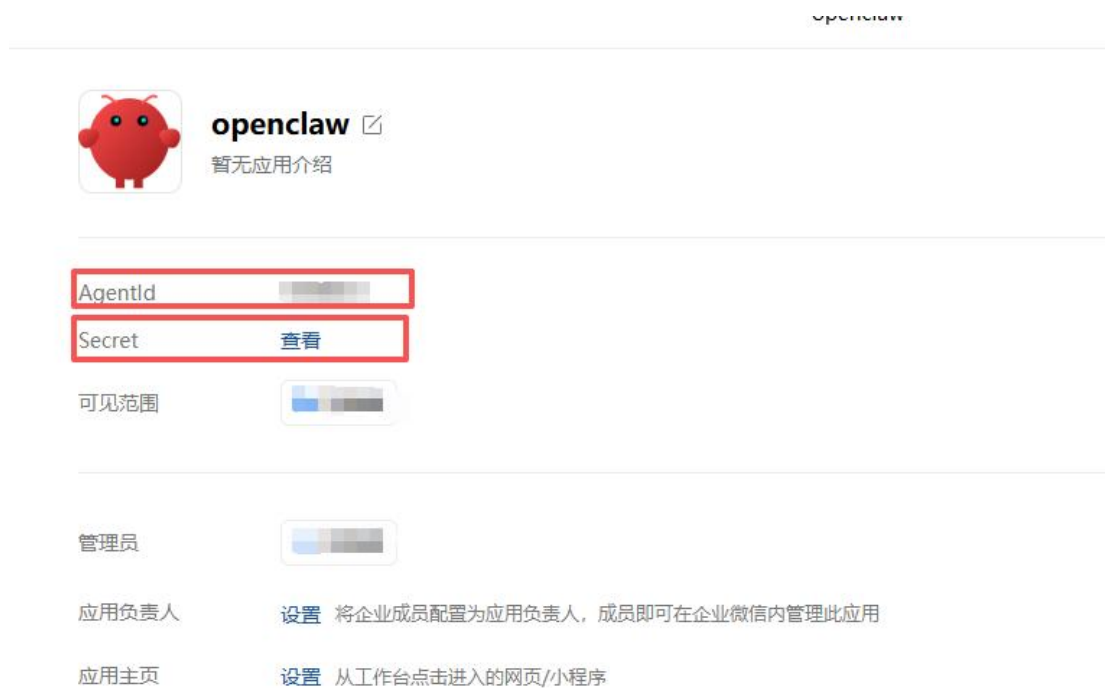 openclaw
openclaw
暂无应用介绍
AgentId
Secret 查看
可见范围
管理员
应用负责人 设置 将企业成员配置为应用负责人，成员即可在企业微信内管理此应用
应用主页 设置 从工作台点击进入的网页/小程序